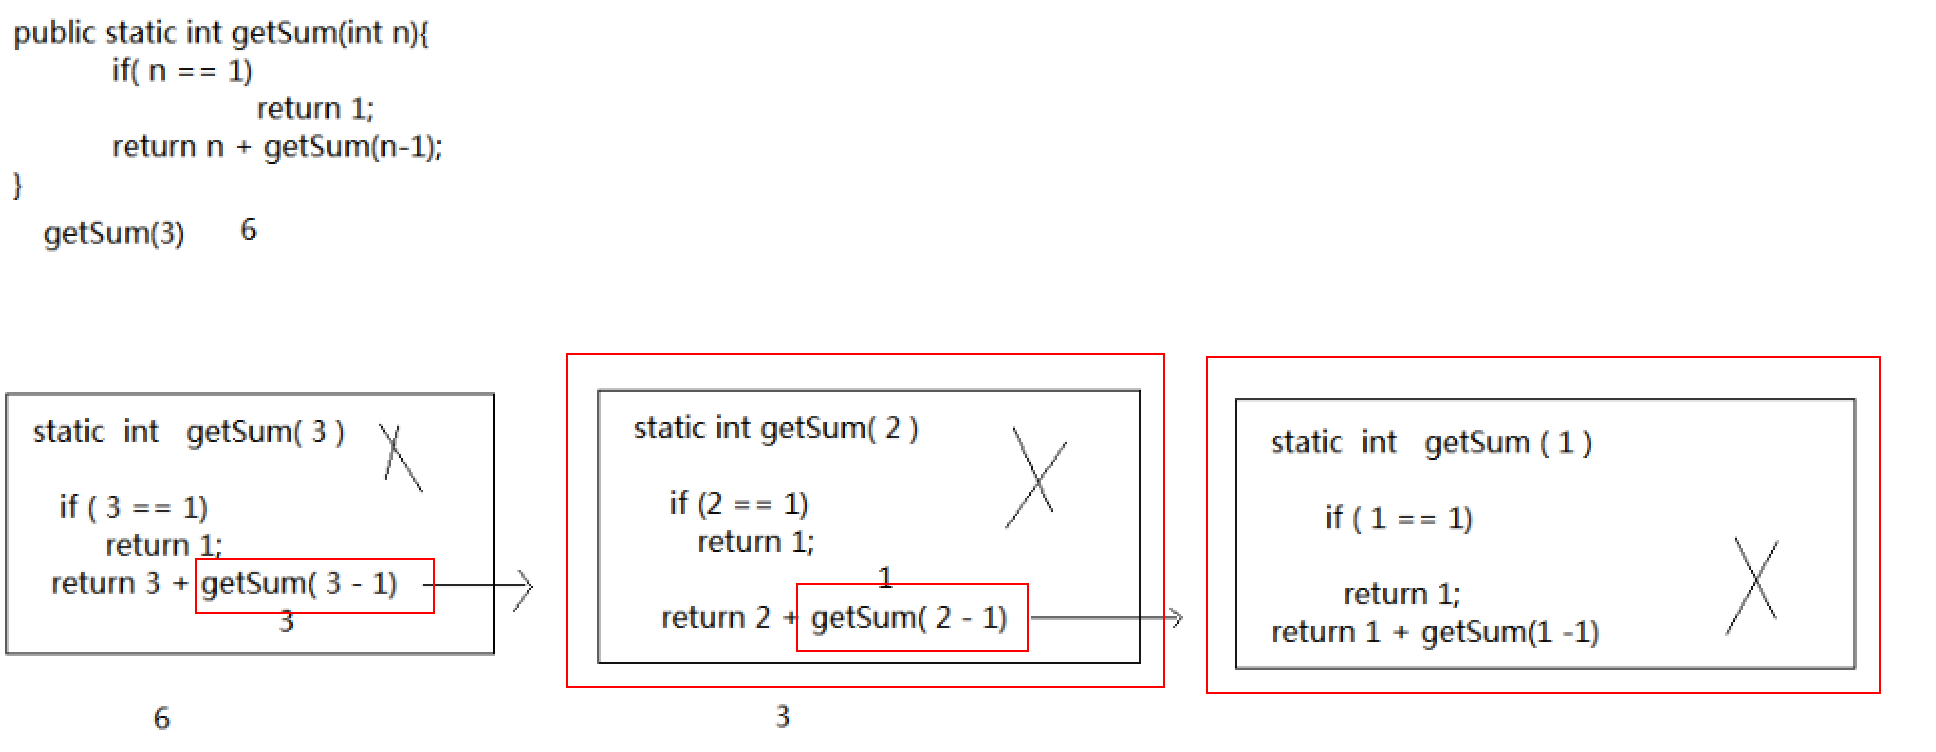 public static int getSum(int n){
if( n == 1)
return 1;
return n + getSum(n-1);
}
getSum(3) 6
static int getSum( 3 )
if ( 3 == 1)
return 1;
return 3 + getSum( 3 - 1)
3
6
static int getSum( 2 )
if (2 == 1)
return 1;
1
return 2 + getSum( 2 - 1)
3
static int getSum ( 1 )
if ( 1 == 1)
return 1;
return 1 + getSum(1 -1)